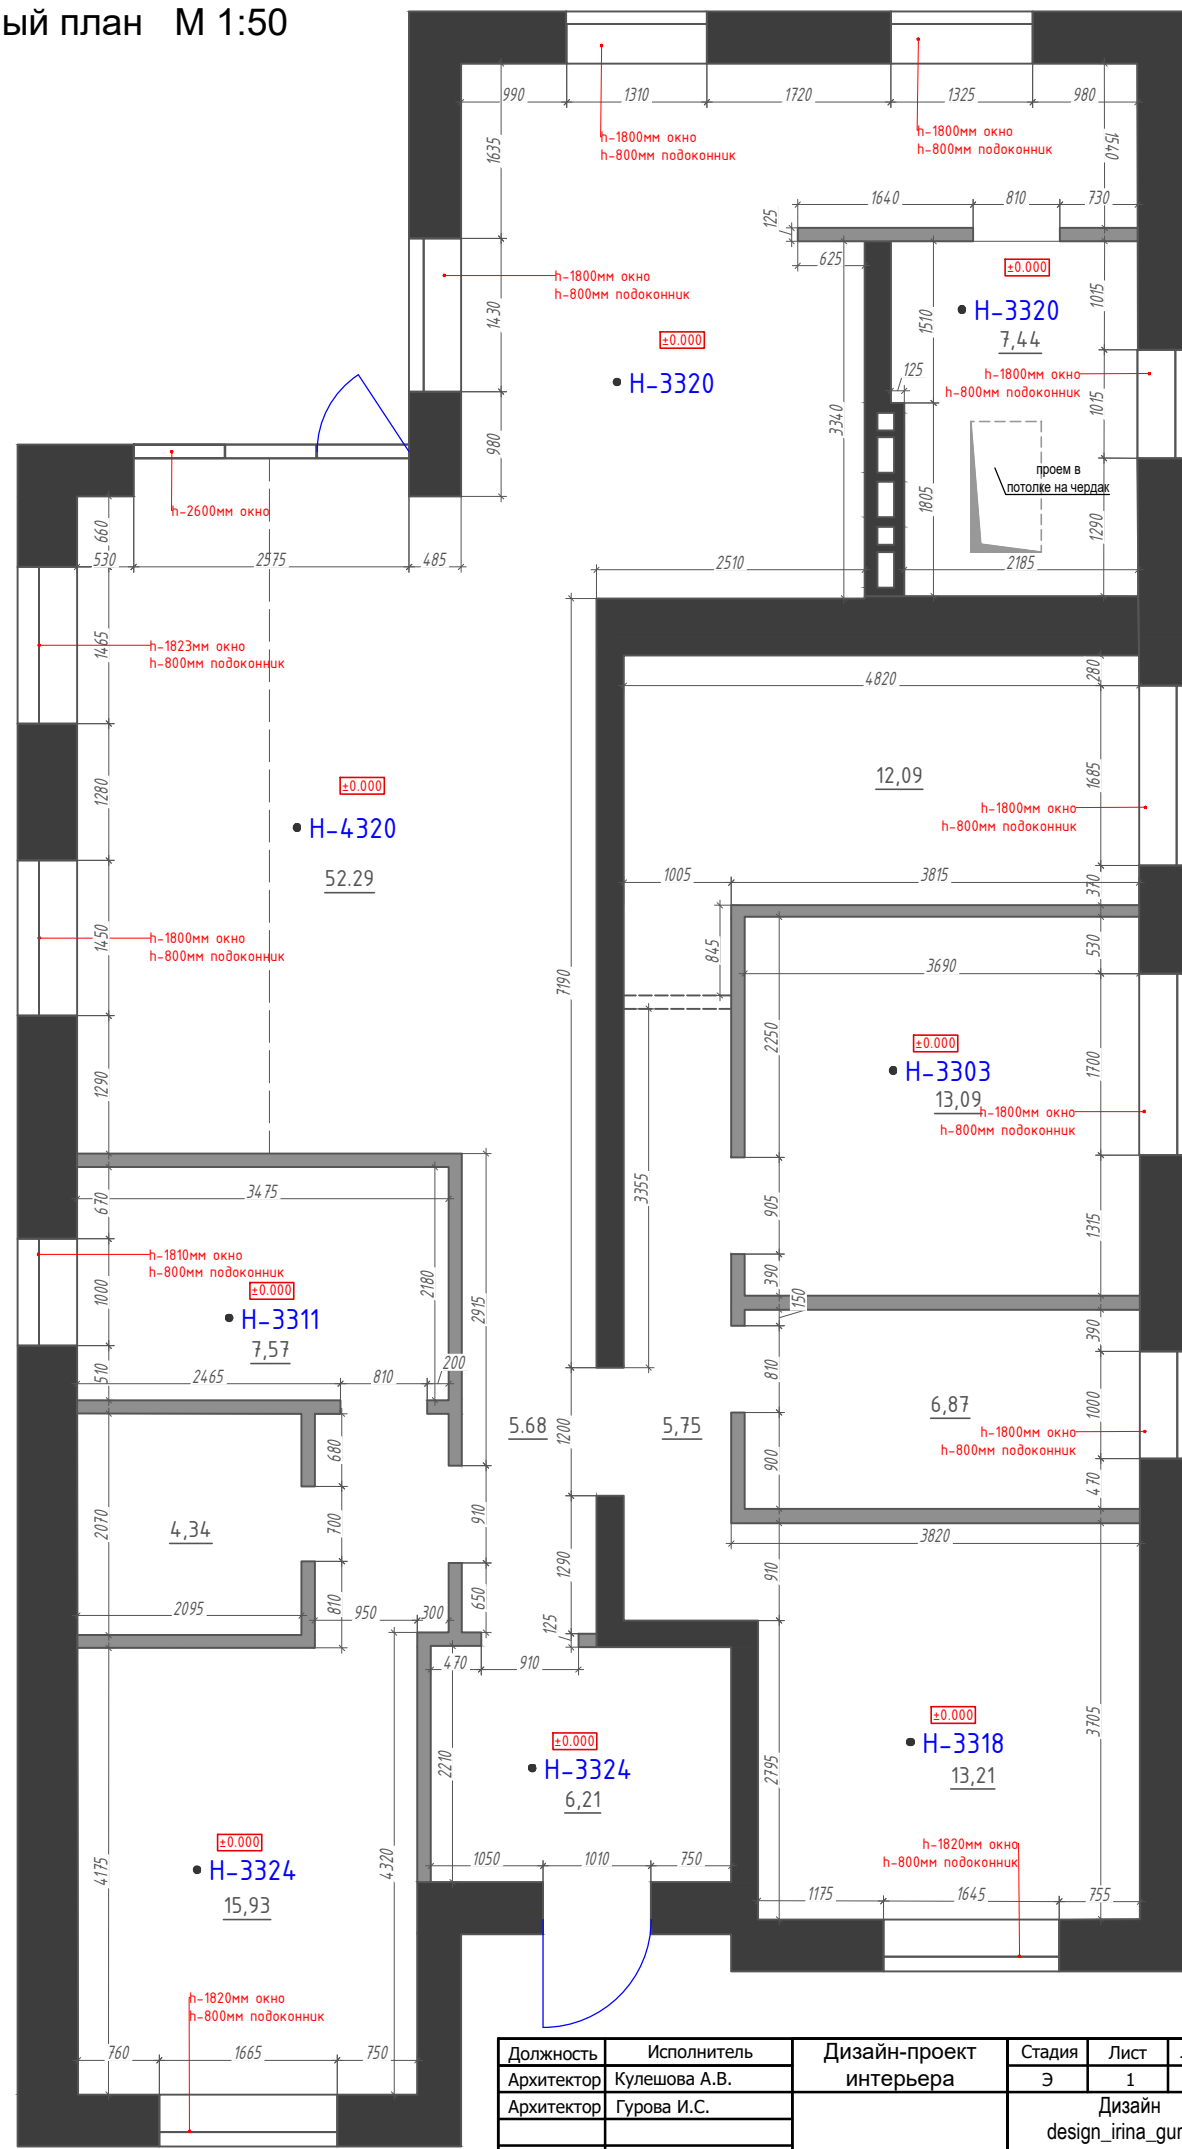 ый план М 1:50
990 1310 1720 1325 980
h-1800мм окно
h-800мм подоконник
h-1800мм окно
h-800мм подоконник
1635
1540
1640 810 730
125
625
h-1800мм окно
h-800мм подоконник
±0.000
Н-3320
7,44
1015
1430
1510
±0.000
Н-3320
125
h-1800мм окно
h-800мм подоконник
1015
3340
980
проем в
потолке на чердак
1805
1290
h-2600мм окно
660
530 2575 485
2510
2185
1465
h-1823мм окно
h-800мм подоконник
280
4820
1280
±0.000
Н-4320
52.29
12,09
1685
h-1800мм окно
h-800мм подоконник
1005 3815
370
1450
h-1800мм окно
h-800мм подоконник
845
530
3690
7190
2250
1290
±0.000
Н-3303
13,09
1700
h-1800мм окно
h-800мм подоконник
3355
670
3475
905
1315
h-1810мм окно
h-800мм подоконник
±0.000
Н-3311
7,57
1000
2180
2915
390
150
390
510
2465 810 200
810
6,87
1000
h-1800мм окно
h-800мм подоконник
5.68
1200
5,75
680
900
470
2070
4,34
700
910
3820
1290
910
2095
810
950 300
650
125
470 910
±0.000
Н-3324
6,21
2210
2795
±0.000
Н-3318
13,21
3705
±0.000
Н-3324
15,93
4175
4320
1050 1010 750
h-1820мм окно
h-800мм подоконник
1175 1645 755
h-1820мм окно
h-800мм подоконник
760 1665 750
Должность Исполнитель Дизайн-проект Стадия Лист
Архитектор Кулешова А.В. интерьера Э 1
Архитектор Гурова И.С. Дизайн
design_irina_gur